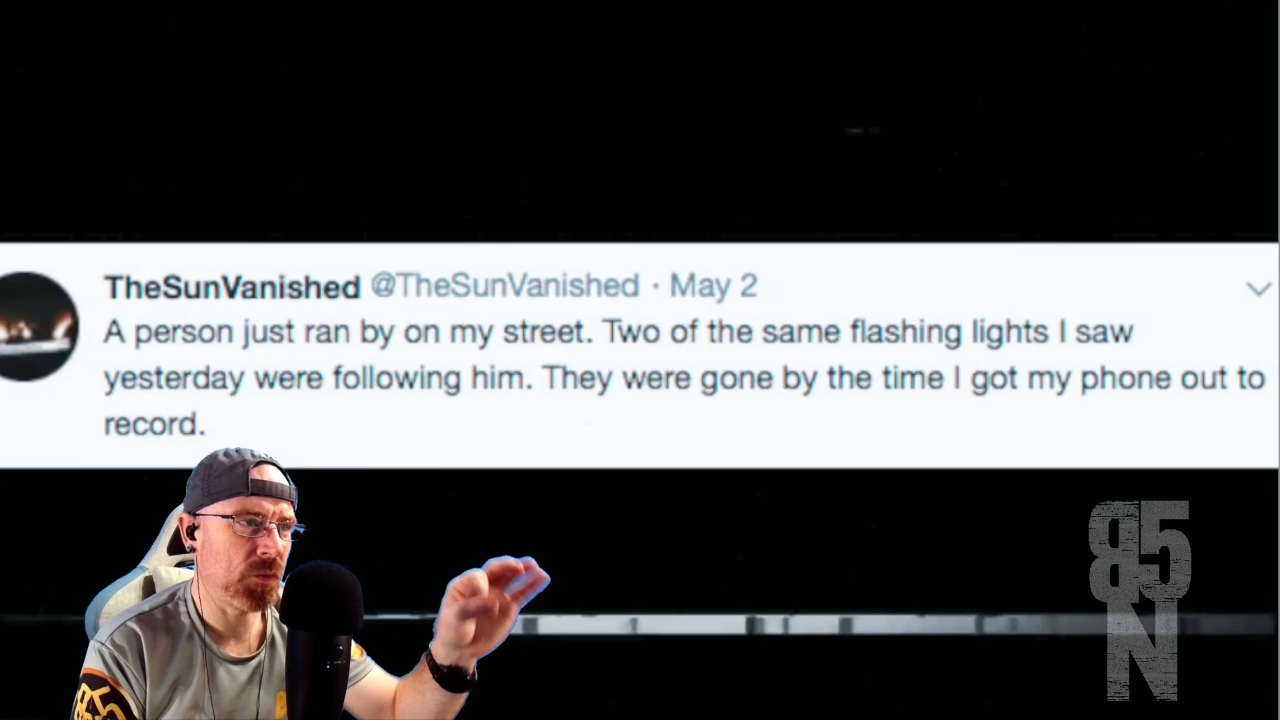 TheSunVanished @TheSunVanished · May 2
A person just ran by on my street. Two of the same flashing lights I saw
yesterday were following him. They were gone by the time I got my phone out to
record.